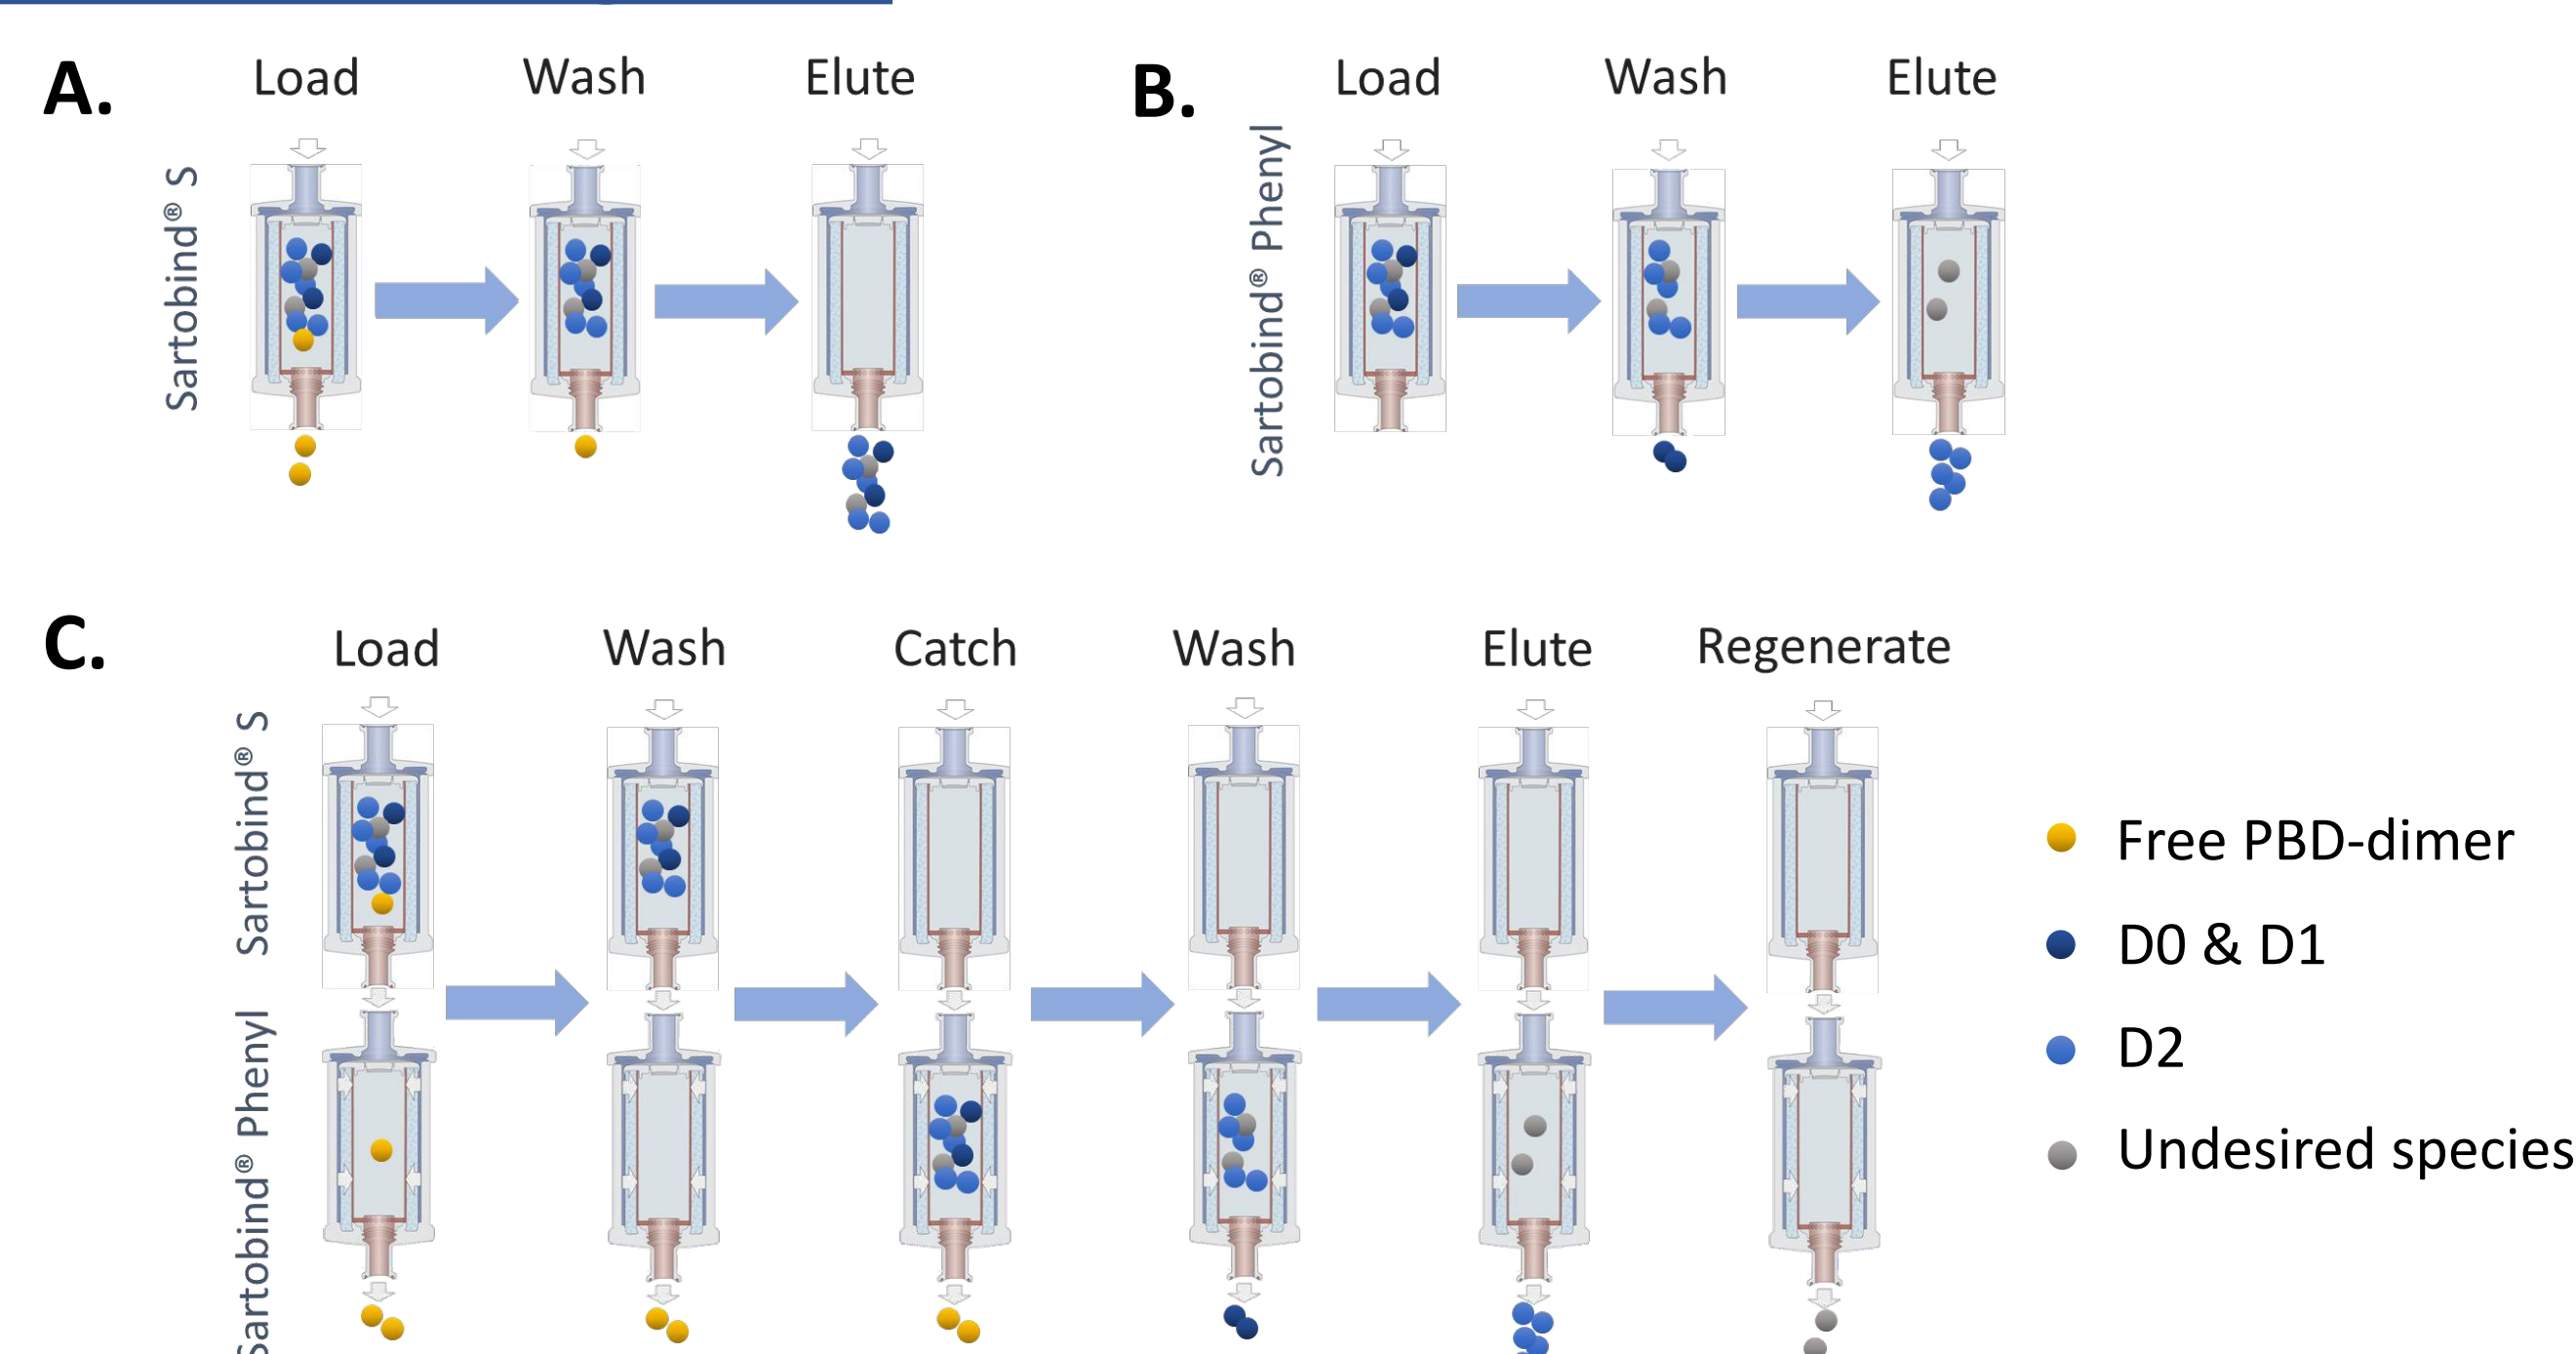 A.
Load
Wash
Elute
Sartobind® S
B.
Load
Wash
Elute
Sartobind® Phenyl
C.
Load
Wash
Catch
Wash
Elute
Regenerate
Sartobind® S
Sartobind® Phenyl
Free PBD-dimer
D0 & D1
D2
Undesired species